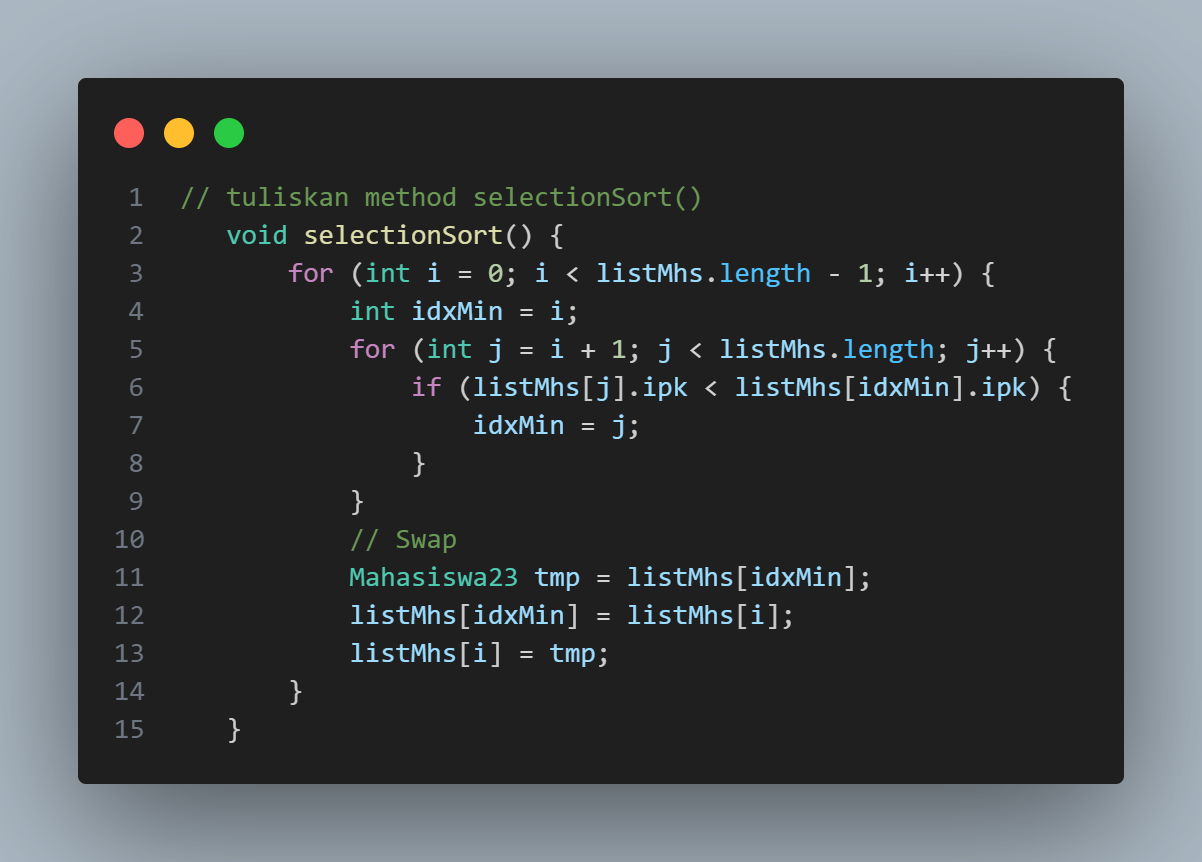 1 // tuliskan method selectionSort()
2    void selectionSort() {
3        for (int i = 0; i < listMhs.length - 1; i++) {
4            int idxMin = i;
5            for (int j = i + 1; j < listMhs.length; j++) {
6                if (listMhs[j].ipk < listMhs[idxMin].ipk) {
7                    idxMin = j;
8                }
9            }
10            // Swap
11            Mahasiswa23 tmp = listMhs[idxMin];
12            listMhs[idxMin] = listMhs[i];
13            listMhs[i] = tmp;
14        }
15    }